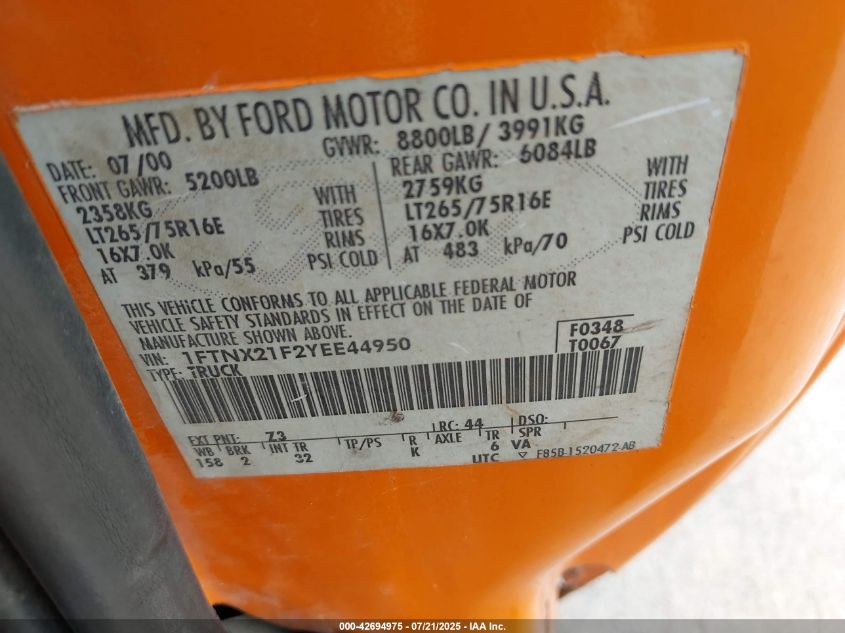 MFD. BY FORD MOTOR CO. IN U.S.A.
DATE: 07/00 GVWR: 8800LB/ 3991KG
FRONT GAWR: 5200LB REAR GAWR: 6084LB
2358KG WITH 2759KG WITH
LT265/75R16E TIRES LT265/75R16E TIRES
16X7.0K RIMS 16X7.0K RIMS
AT 379 kPa/55 PSI COLD AT 483 kPa/70 PSI COLD
THIS VEHICLE CONFORMS TO ALL APPLICABLE FEDERAL MOTOR
VEHICLE SAFETY STANDARDS IN EFFECT ON THE DATE OF
MANUFACTURE SHOWN ABOVE.
VIN: 1FTNX21F2YEE44950 F0348
TYPE: TRUCK T0067
EXT PNT: Z3 RC: 44 DSO:
WB BRK INT TR TP/PS R AXLE TR SPR
158 2 32 K 6 VA
UTC ▽ F85B-1520472-AB
000-42694975 - 07/21/2025 - IAA Inc.